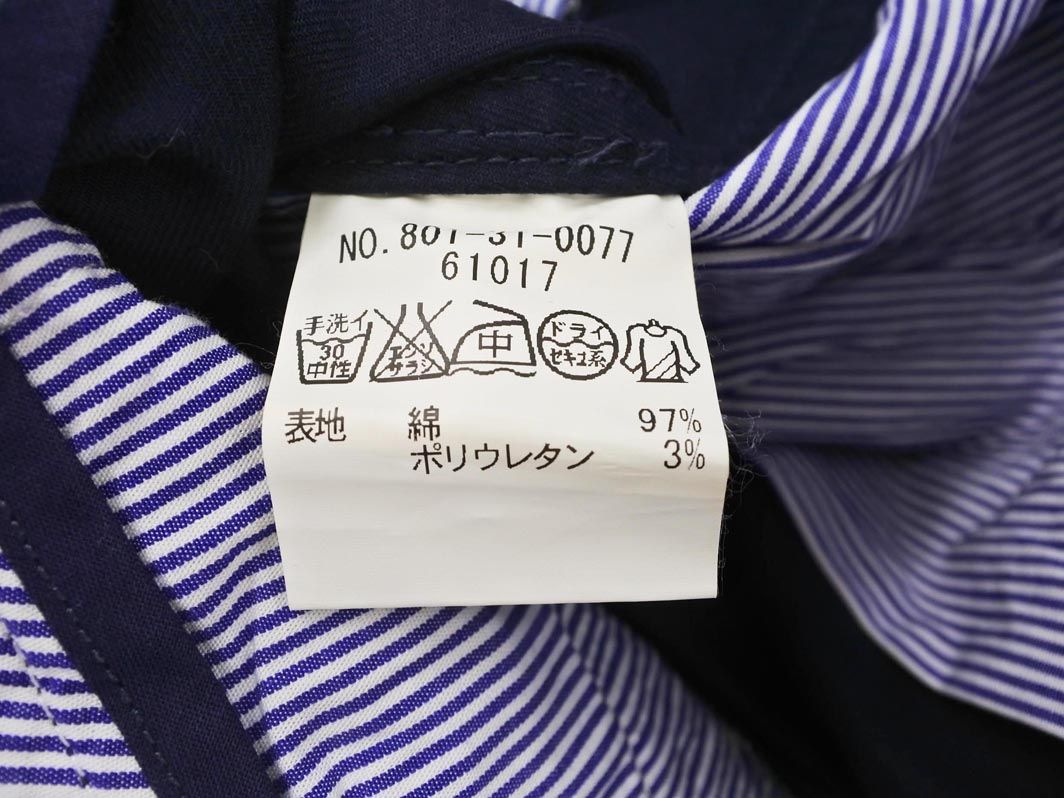 NO. 801-31-0077
61017
手洗イ
30
中性
エンソ
サラシ
中
ドライ
セキユ系
表地 綿 97%
ポリウレタン 3%